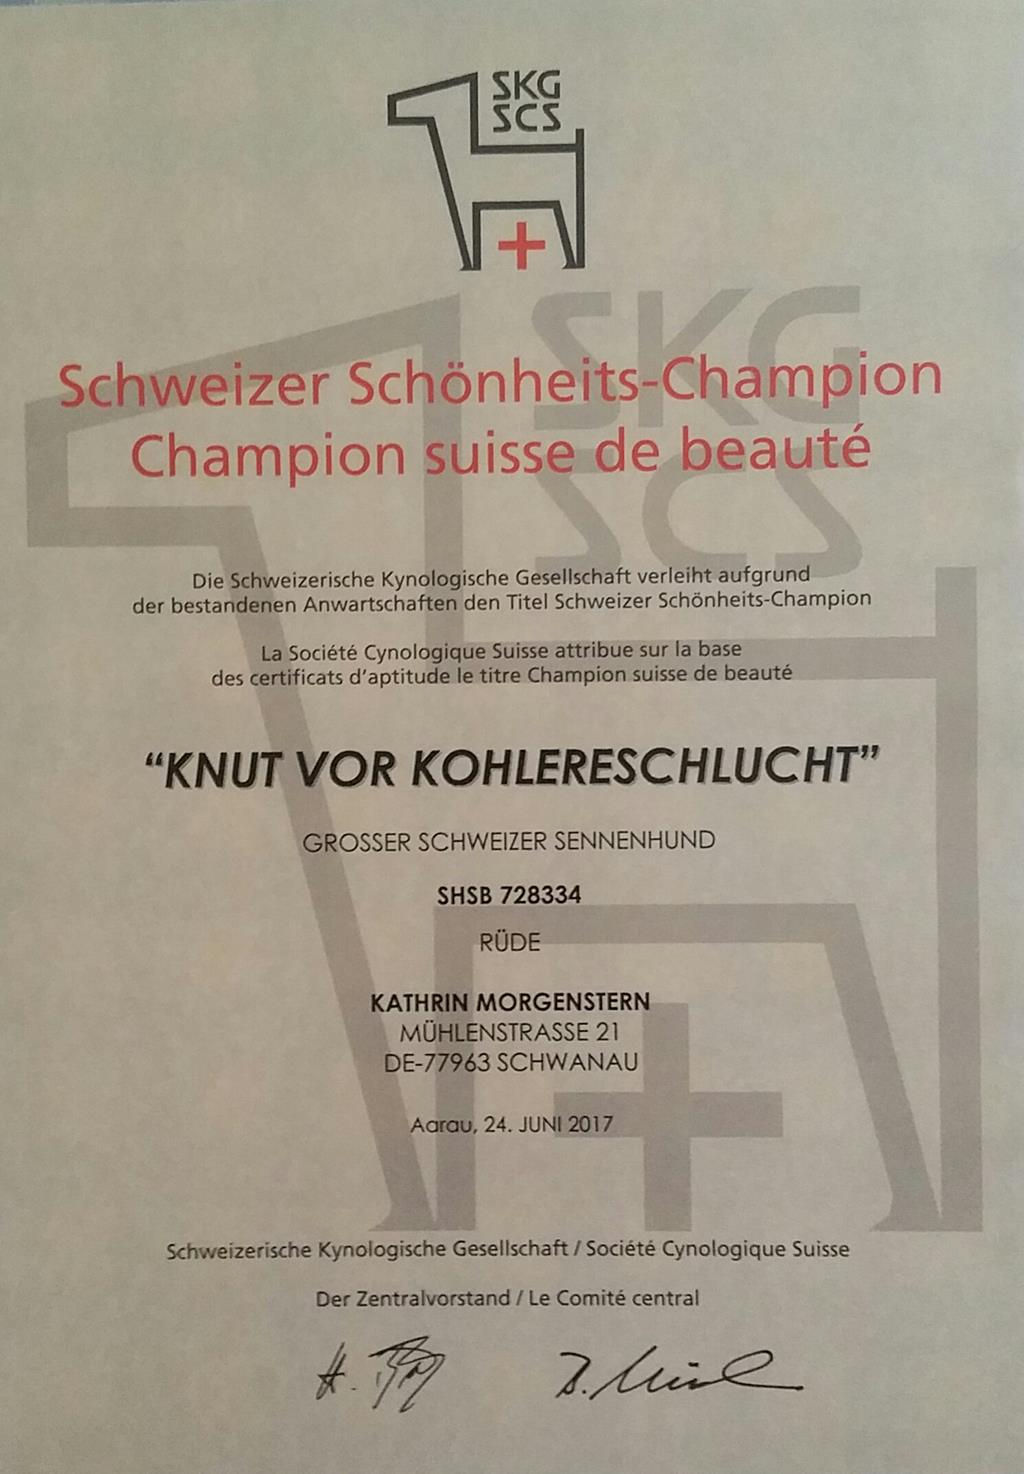 SKG
SCS
Schweizer Schönheits-Champion
Champion suisse de beauté
Die Schweizerische Kynologische Gesellschaft verleiht aufgrund
der bestandenen Anwartschaften den Titel Schweizer Schönheits-Champion
La Société Cynologique Suisse attribue sur la base
des certificats d'aptitude le titre Champion suisse de beauté
“KNUT VOR KOHLERESCHLUCHT”
GROSSER SCHWEIZER SENNENHUND
SHSB 728334
RÜDE
KATHRIN MORGENSTERN
MÜHLENSTRASSE 21
DE-77963 SCHWANAU
Aarau, 24. JUNI 2017
Schweizerische Kynologische Gesellschaft / Société Cynologique Suisse
Der Zentralvorstand / Le Comité central